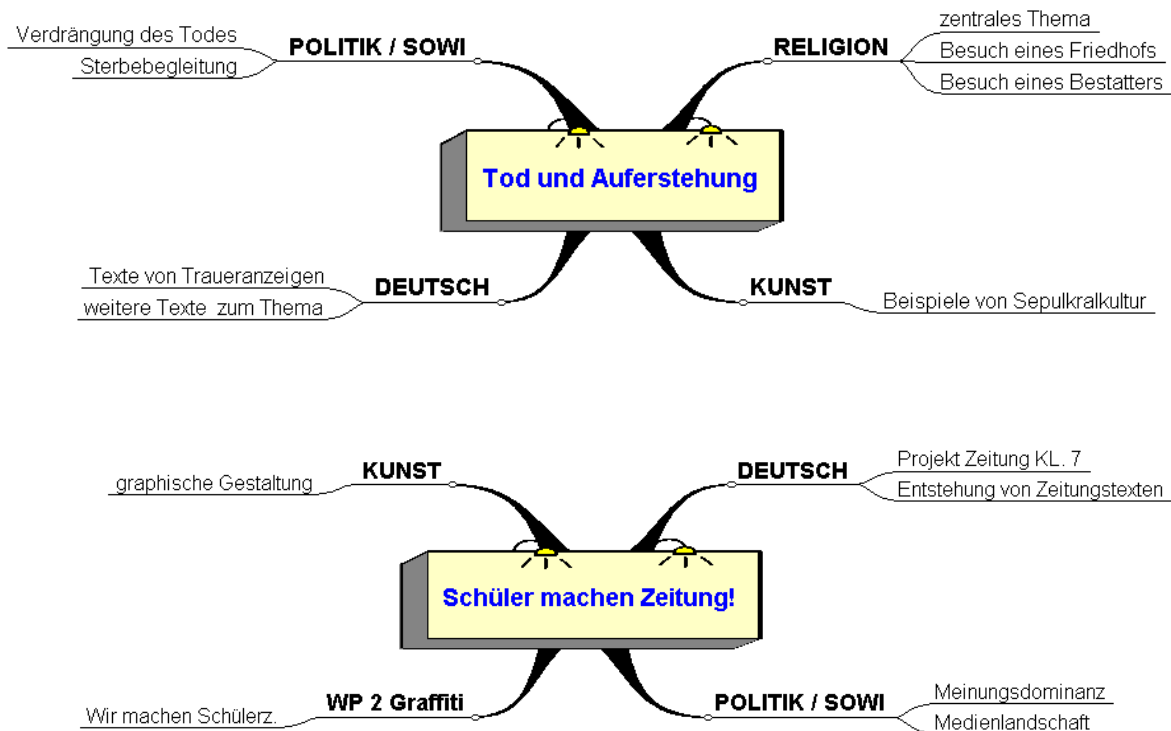 Verdrängung des Todes
Sterbebegleitung
POLITIK / SOWI
RELIGION
zentrales Thema
Besuch eines Friedhofs
Besuch eines Bestatters
Tod und Auferstehung
Texte von Traueranzeigen
weitere Texte zum Thema
DEUTSCH
KUNST
Beispiele von Sepulkralkultur
graphische Gestaltung
KUNST
DEUTSCH
Projekt Zeitung KL. 7
Entstehung von Zeitungstexten
Schüler machen Zeitung!
Wir machen Schülerz.
WP 2 Graffiti
POLITIK / SOWI
Meinungsdominanz
Medienlandschaft